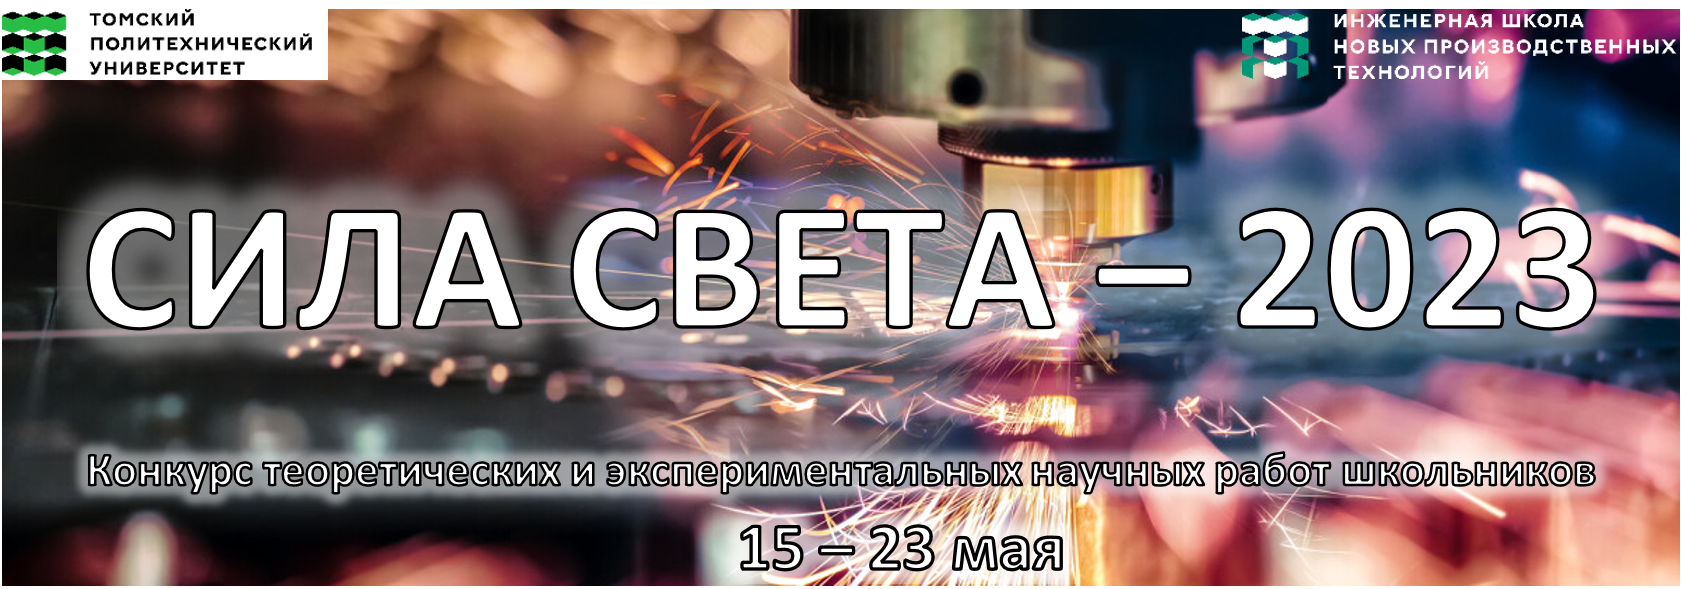 ТОМСКИЙ
ПОЛИТЕХНИЧЕСКИЙ
УНИВЕРСИТЕТ
ИНЖЕНЕРНАЯ ШКОЛА
НОВЫХ ПРОИЗВОДСТВЕННЫХ
ТЕХНОЛОГИЙ
СИЛА СВЕТА – 2023
Конкурс теоретических и экспериментальных научных работ школьников
15 – 23 мая